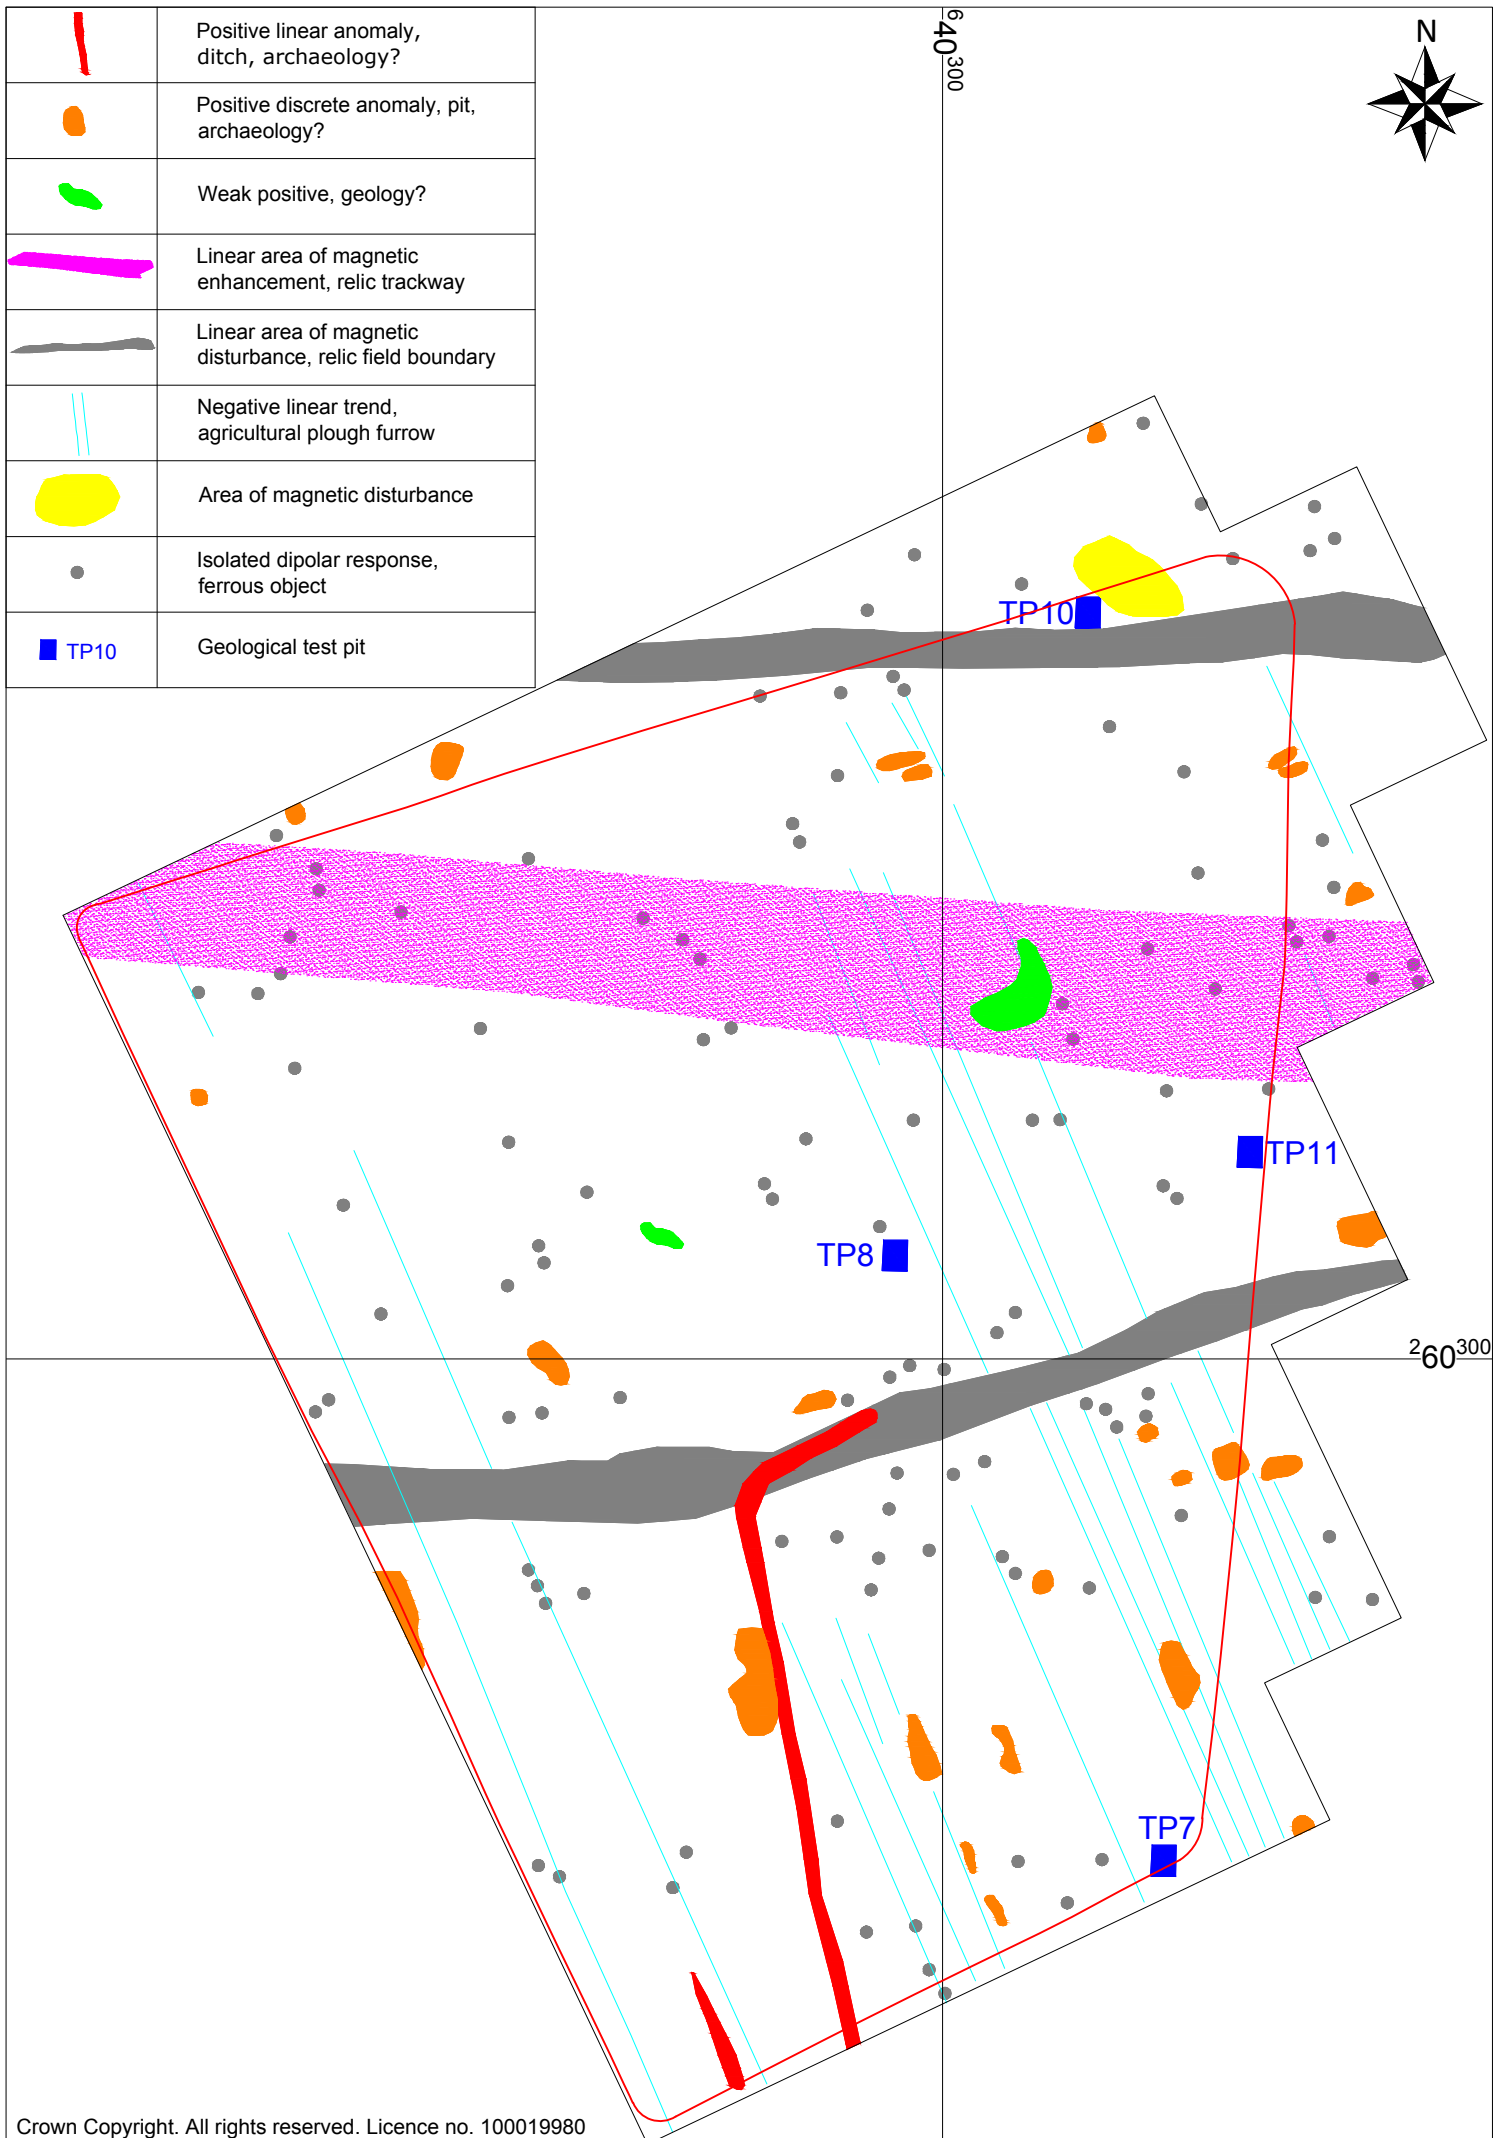 Positive linear anomaly,
ditch, archaeology?
Positive discrete anomaly, pit,
archaeology?
Weak positive, geology?
Linear area of magnetic
enhancement, relic trackway
Linear area of magnetic
disturbance, relic field boundary
Negative linear trend,
agricultural plough furrow
Area of magnetic disturbance
Isolated dipolar response,
ferrous object
TP10 Geological test pit
640300
N
TP10
TP11
TP8
260300
TP7
Crown Copyright. All rights reserved. Licence no. 100019980